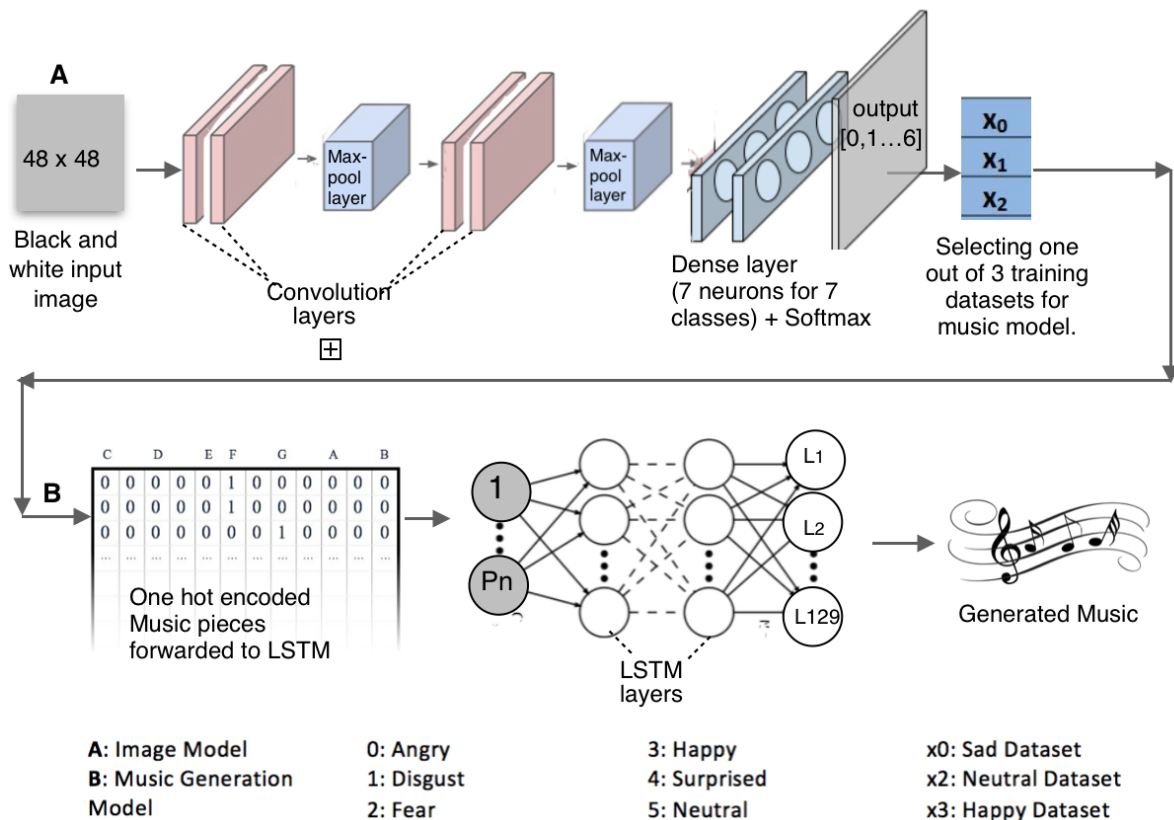 A
48 x 48
Black and
white input
image
Max-
pool
layer
Max-
pool
layer
Convolution
layers
output
[0,1...6]
Dense layer
(7 neurons for 7
classes) + Softmax
x0
x1
x2
Selecting one
out of 3 training
datasets for
music model.
B
C D E F G A B
0 0 0 0 0 1 0 0 0 0 0 0
0 0 0 0 0 1 0 0 0 0 0 0
0 0 0 0 0 0 0 1 0 0 0 0
... ... ... ... ... ... ... ... ... ... ... ...
One hot encoded
Music pieces
forwarded to LSTM
1
Pn
LSTM
layers
L1
L2
L129
Generated Music
A: Image Model
B: Music Generation
Model
0: Angry
1: Disgust
2: Fear
3: Happy
4: Surprised
5: Neutral
x0: Sad Dataset
x2: Neutral Dataset
x3: Happy Dataset